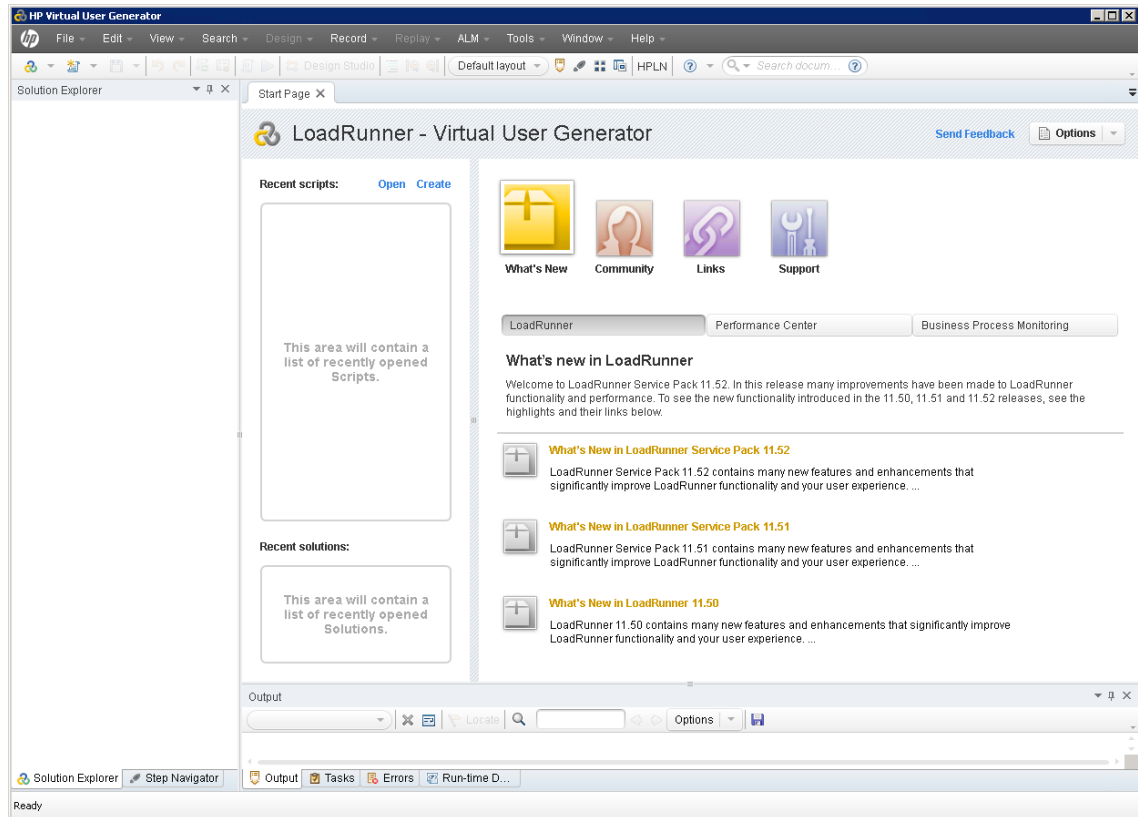 HP Virtual User Generator
hp File Edit View Search Design Record Replay ALM Tools Window Help
Design Studio Default layout HPLN ? Search docum... ?
Solution Explorer
Start Page
LoadRunner - Virtual User Generator
Send Feedback
Options
Recent scripts: Open Create
This area will contain a
list of recently opened
Scripts.
Recent solutions:
This area will contain a
list of recently opened
Solutions.
What's New Community Links Support
LoadRunner Performance Center Business Process Monitoring
What's new in LoadRunner
Welcome to LoadRunner Service Pack 11.52. In this release many improvements have been made to LoadRunner
functionality and performance. To see the new functionality introduced in the 11.50, 11.51 and 11.52 releases, see the
highlights and their links below.
What's New in LoadRunner Service Pack 11.52
LoadRunner Service Pack 11.52 contains many new features and enhancements that
significantly improve LoadRunner functionality and your user experience. ...
What's New in LoadRunner Service Pack 11.51
LoadRunner Service Pack 11.51 contains many new features and enhancements that
significantly improve LoadRunner functionality and your user experience. ...
What's New in LoadRunner 11.50
LoadRunner 11.50 contains many new features and enhancements that significantly improve
LoadRunner functionality and your user experience. ...
Output
Locate Options
Solution Explorer Step Navigator
Output Tasks Errors Run-time D...
Ready